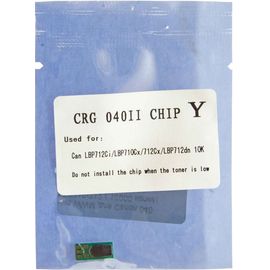 CRG 040II CHIP Y
Used for:
Can LBP712Ci/LBP710Cx/712Cx/LBP712dn 10K
Do not install the chip when the toner is low